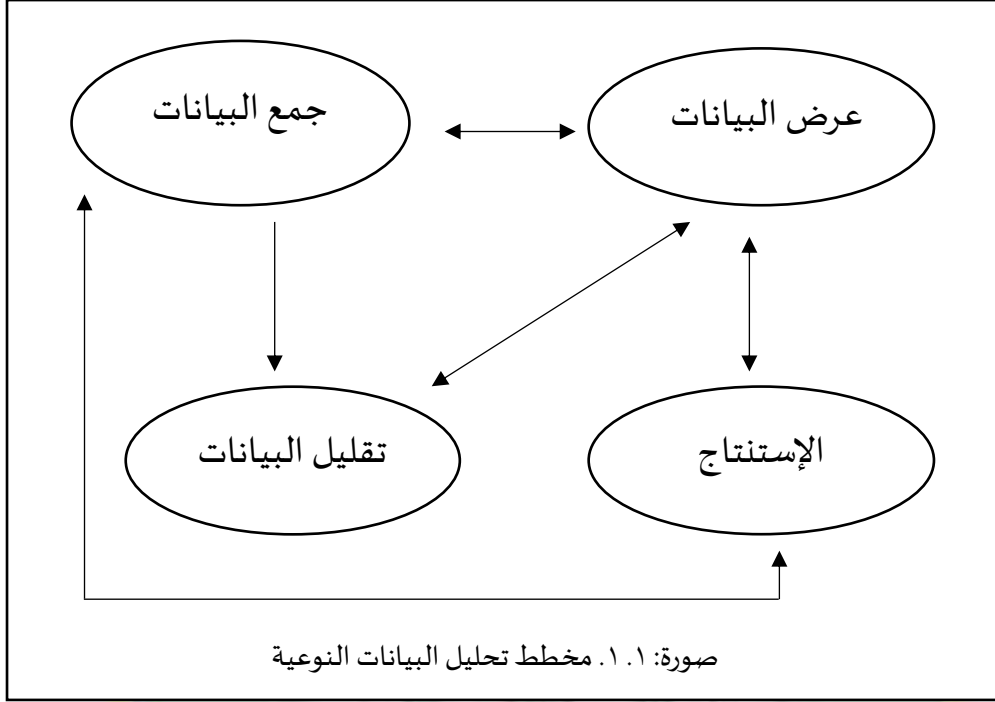 عرض البيانات
جمع البيانات
الإستنتاج
تقليل البيانات
صورة: ١. ١. مخطط تحليل البيانات النوعية